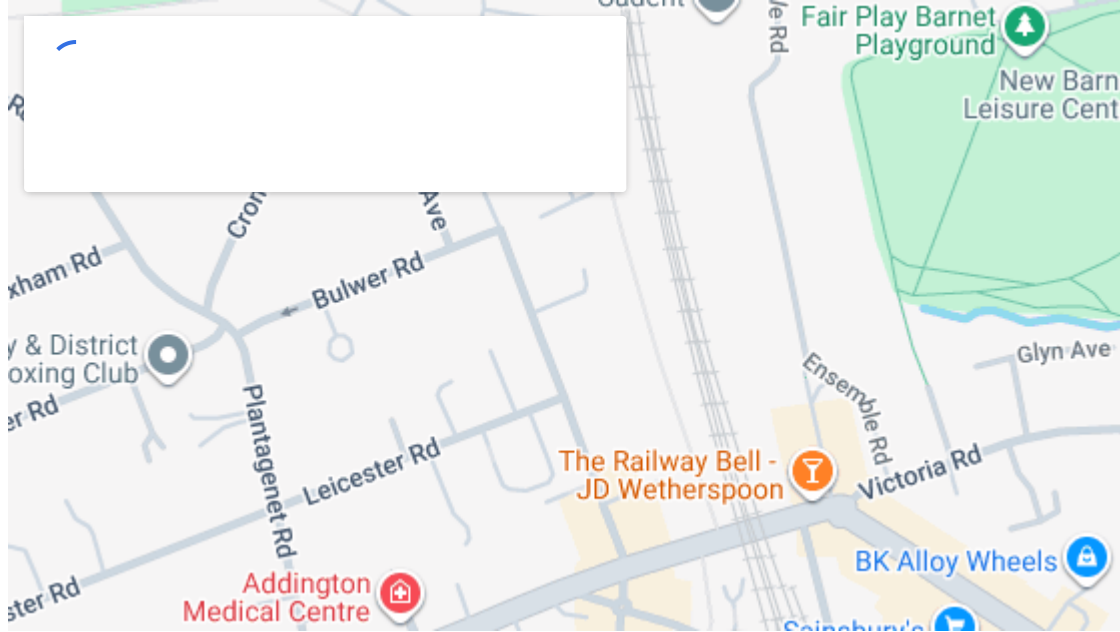 Fair Play Barnet
Playground
New Barn
Leisure Cent
Ave
Cron
xham Rd
Bulwer Rd
y & District
oxing Club
er Rd
Glyn Ave
Ensemble Rd
Plantagenet Rd
Leicester Rd
The Railway Bell -
JD Wetherspoon
Victoria Rd
BK Alloy Wheels
Addington
Medical Centre
ster Rd
Sainsbury's